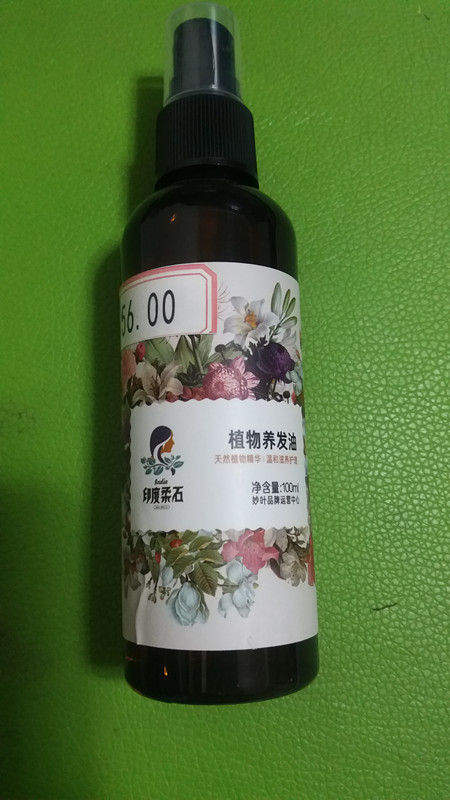 56.00
植物养发油
天然植物精华 温和滋养护理
India
印度柔石
净含量:100ml
妙叶品牌运营中心